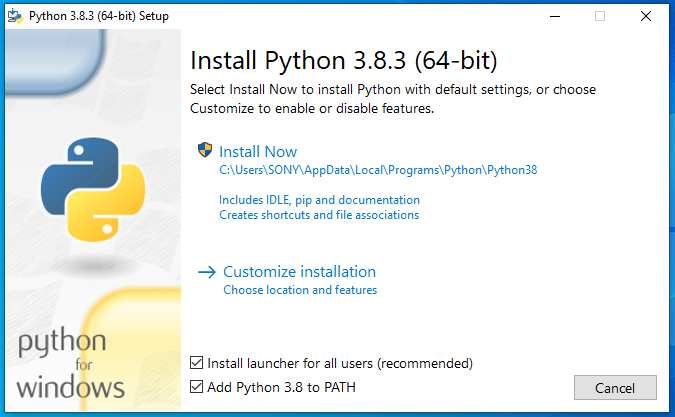 Python 3.8.3 (64-bit) Setup
Install Python 3.8.3 (64-bit)
Select Install Now to install Python with default settings, or choose
Customize to enable or disable features.
Install Now
C:\Users\SONY\AppData\Local\Programs\Python\Python38
Includes IDLE, pip and documentation
Creates shortcuts and file associations
Customize installation
Choose location and features
python
for
windows
Install launcher for all users (recommended)
Add Python 3.8 to PATH
Cancel